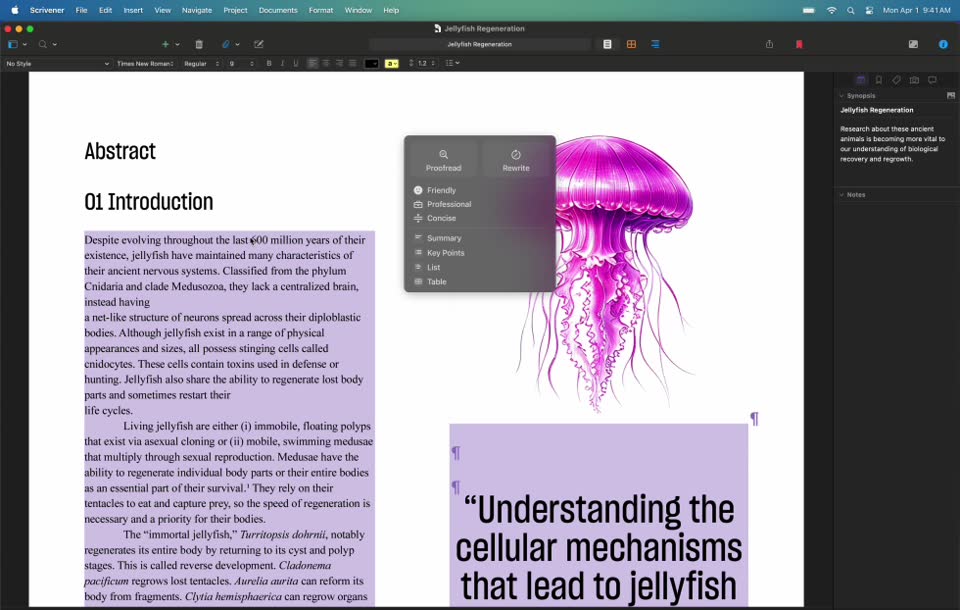 Scrivener File Edit Insert View Navigate Project Documents Format Window Help
Mon Apr 1 9:41AM
Jellyfish Regeneration
Jellyfish Regeneration
No Style Times New Roman Regular 9 B I U a 1.2
Abstract
01 Introduction
Despite evolving throughout the last 600 million years of their
existence, jellyfish have maintained many characteristics of
their ancient nervous systems. Classified from the phylum
Cnidaria and clade Medusozoa, they lack a centralized brain,
instead having
a net-like structure of neurons spread across their diploblastic
bodies. Although jellyfish exist in a range of physical
appearances and sizes, all possess stinging cells called
cnidocytes. These cells contain toxins used in defense or
hunting. Jellyfish also share the ability to regenerate lost body
parts and sometimes restart their
life cycles.
Living jellyfish are either (i) immobile, floating polyps
that exist via asexual cloning or (ii) mobile, swimming medusae
that multiply through sexual reproduction. Medusae have the
ability to regenerate individual body parts or their entire bodies
as an essential part of their survival.¹ They rely on their
tentacles to eat and capture prey, so the speed of regeneration is
necessary and a priority for their bodies.
The “immortal jellyfish,” Turritopsis dohrnii, notably
regenerates its entire body by returning to its cyst and polyp
stages. This is called reverse development. Cladonema
pacificum regrows lost tentacles. Aurelia aurita can reform its
body from fragments. Clytia hemisphaerica can regrow organs
Proofread
Rewrite
Friendly
Professional
Concise
Summary
Key Points
List
Table
¶
¶
¶
“Understanding the
cellular mechanisms
that lead to jellyfish
Synopsis
Jellyfish Regeneration
Research about these ancient
animals is becoming more vital to
our understanding of biological
recovery and regrowth.
Notes